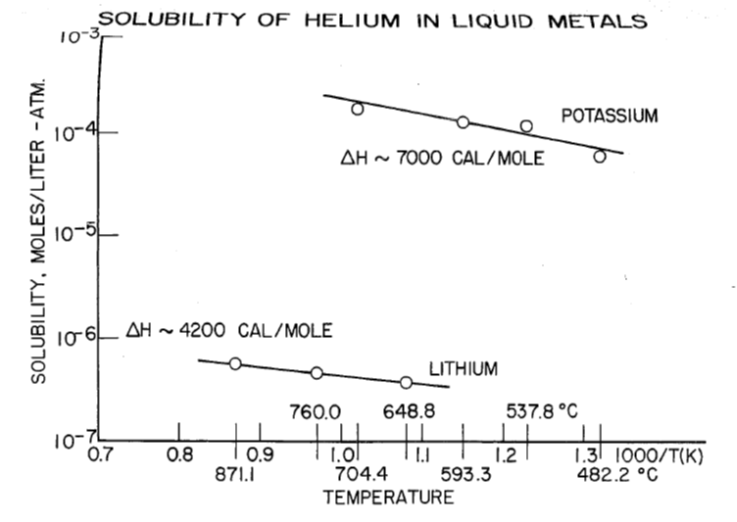 SOLUBILITY OF HELIUM IN LIQUID METALS
10-3
10-4
10-5
10-6
10-7
SOLUBILITY, MOLES/LITER - ATM.
POTASSIUM
ΔH ~ 7000 CAL/MOLE
ΔH ~ 4200 CAL/MOLE
LITHIUM
760.0 648.8 537.8 °C
0.7 0.8 0.9 1.0 1.1 1.2 1.3 1000/T(K)
871.1 704.4 593.3 482.2 °C
TEMPERATURE